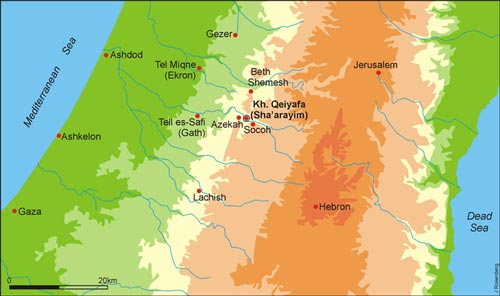 Mediterranean Sea
Gezer
Ashdod
Tel Miqne
(Ekron)
Beth
Shemesh
Jerusalem
Kh. Qeiyafa
(Sha'arayim)
Tell es-Safi
(Gath)
Azekah
Socoh
Ashkelon
Lachish
Gaza
Hebron
Dead
Sea
0
20km
J. Rosenberg